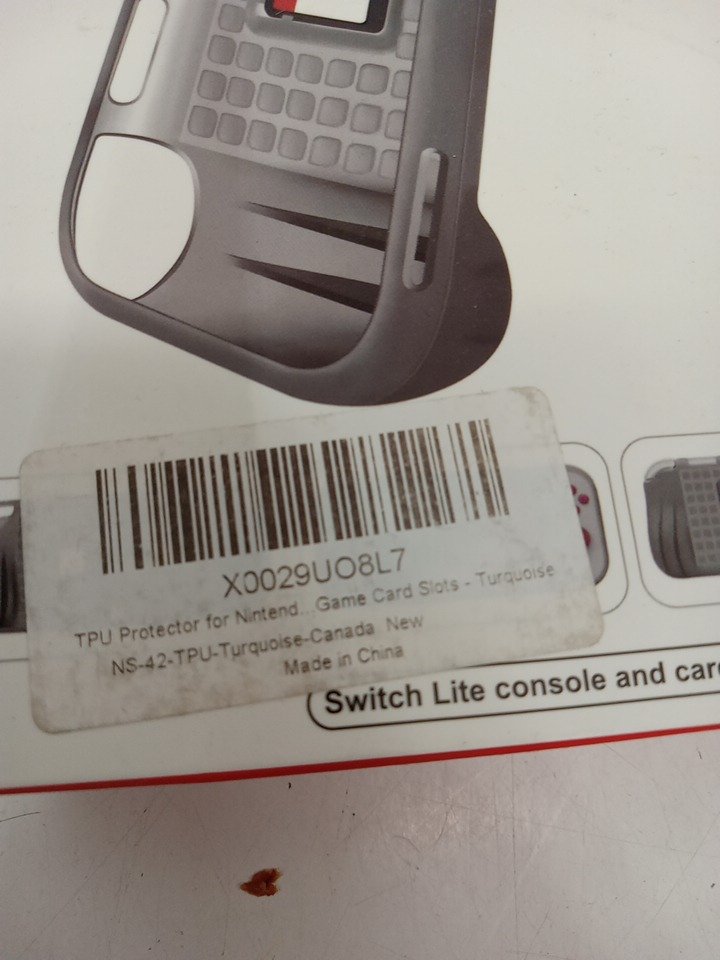 X0029UO8L7
TPU Protector for Nintend...Game Card Slots - Turquoise
NS-42-TPU-Turquoise-Canada New
Made in China
Switch Lite console and card